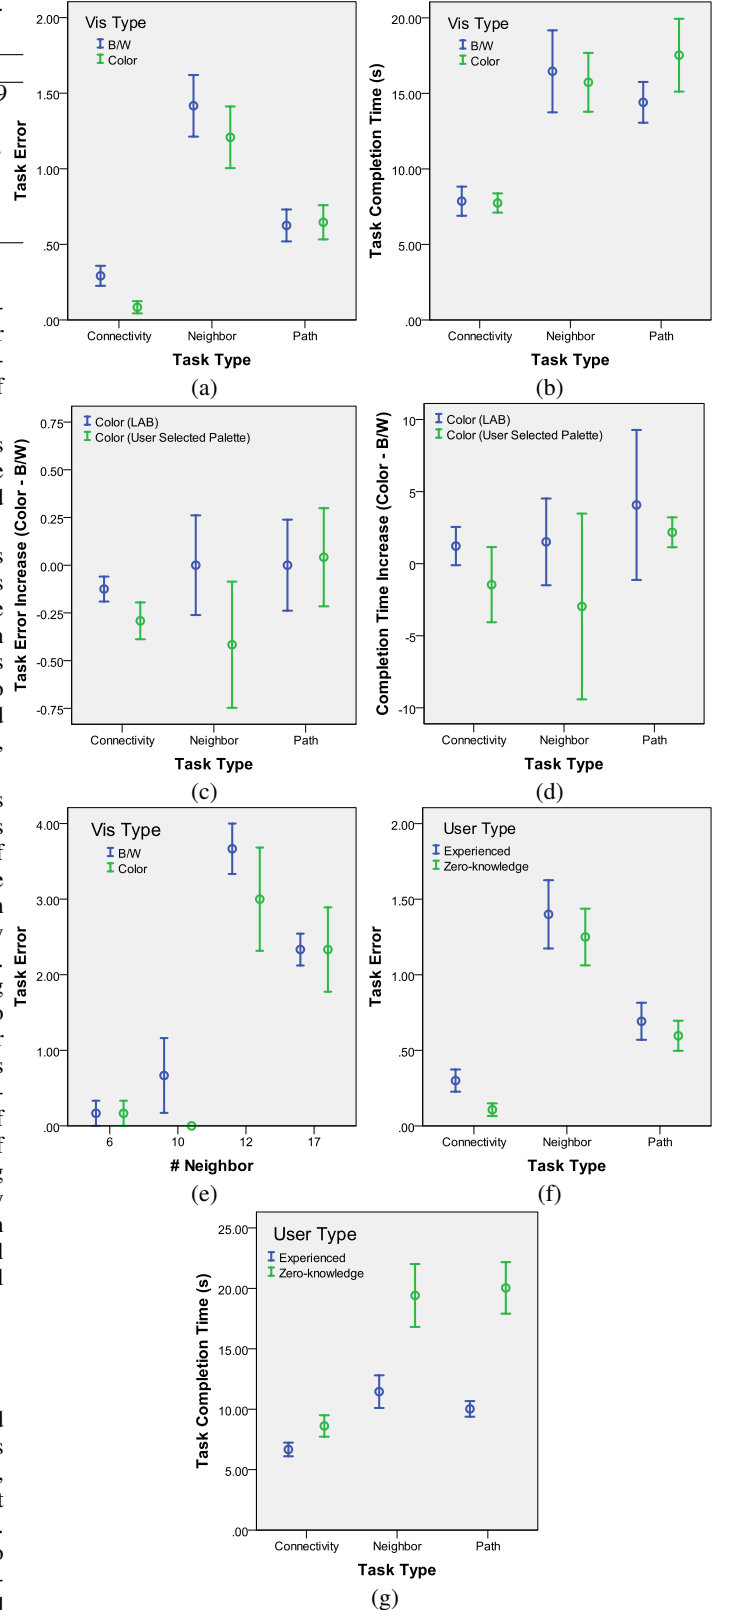 Vis Type
B/W
Color
2.00
1.50
1.00
.50
.00
Task Error
Connectivity
Neighbor
Path
Task Type
(a)
Vis Type
B/W
Color
20.00
15.00
10.00
5.00
.00
Task Completion Time (s)
Connectivity
Neighbor
Path
Task Type
(b)
Color (LAB)
Color (User Selected Palette)
0.75
0.50
0.25
0.00
-0.25
-0.50
-0.75
Task Error Increase (Color - B/W)
Connectivity
Neighbor
Path
Task Type
(c)
Color (LAB)
Color (User Selected Palette)
10
5
0
-5
-10
Completion Time Increase (Color - B/W)
Connectivity
Neighbor
Path
Task Type
(d)
Vis Type
B/W
Color
4.00
3.00
2.00
1.00
.00
Task Error
6
10
12
17
# Neighbor
(e)
User Type
Experienced
Zero-knowledge
2.00
1.50
1.00
.50
.00
Task Error
Connectivity
Neighbor
Path
Task Type
(f)
User Type
Experienced
Zero-knowledge
25.00
20.00
15.00
10.00
5.00
.00
Task Completion Time (s)
Connectivity
Neighbor
Path
Task Type
(g)